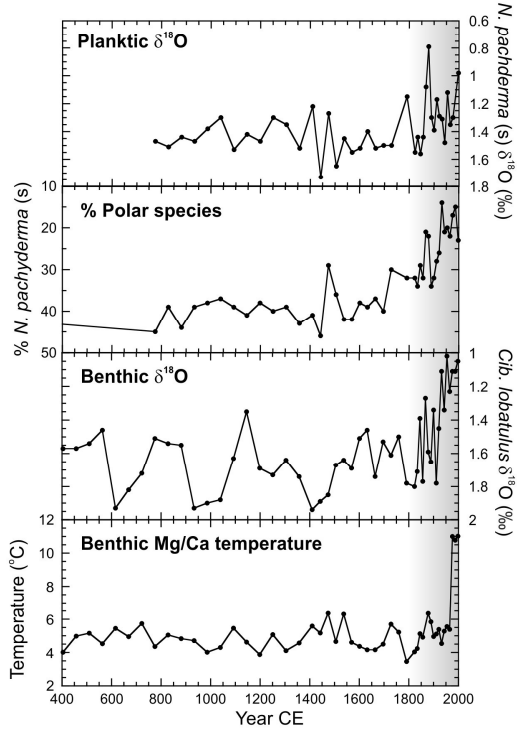 Planktic δ¹⁸O
0.6
0.8
1
1.2
1.4
1.6
1.8
N. pachderma (s) δ¹⁸O (‰)
% Polar species
10
20
30
40
50
% N. pachyderma (s)
Benthic δ¹⁸O
1
1.2
1.4
1.6
1.8
2
Cib. lobatulus δ¹⁸O (‰)
Benthic Mg/Ca temperature
12
10
8
6
4
2
Temperature (°C)
400 600 800 1000 1200 1400 1600 1800 2000
Year CE